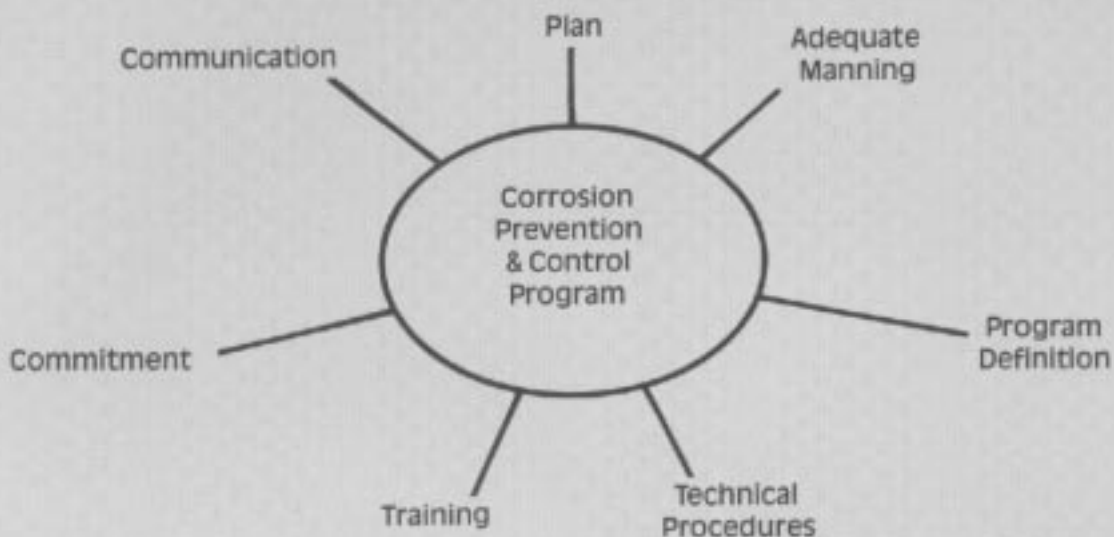 Plan
Adequate
Manning
Communication
Corrosion
Prevention
& Control
Program
Program
Definition
Commitment
Technical
Procedures
Training